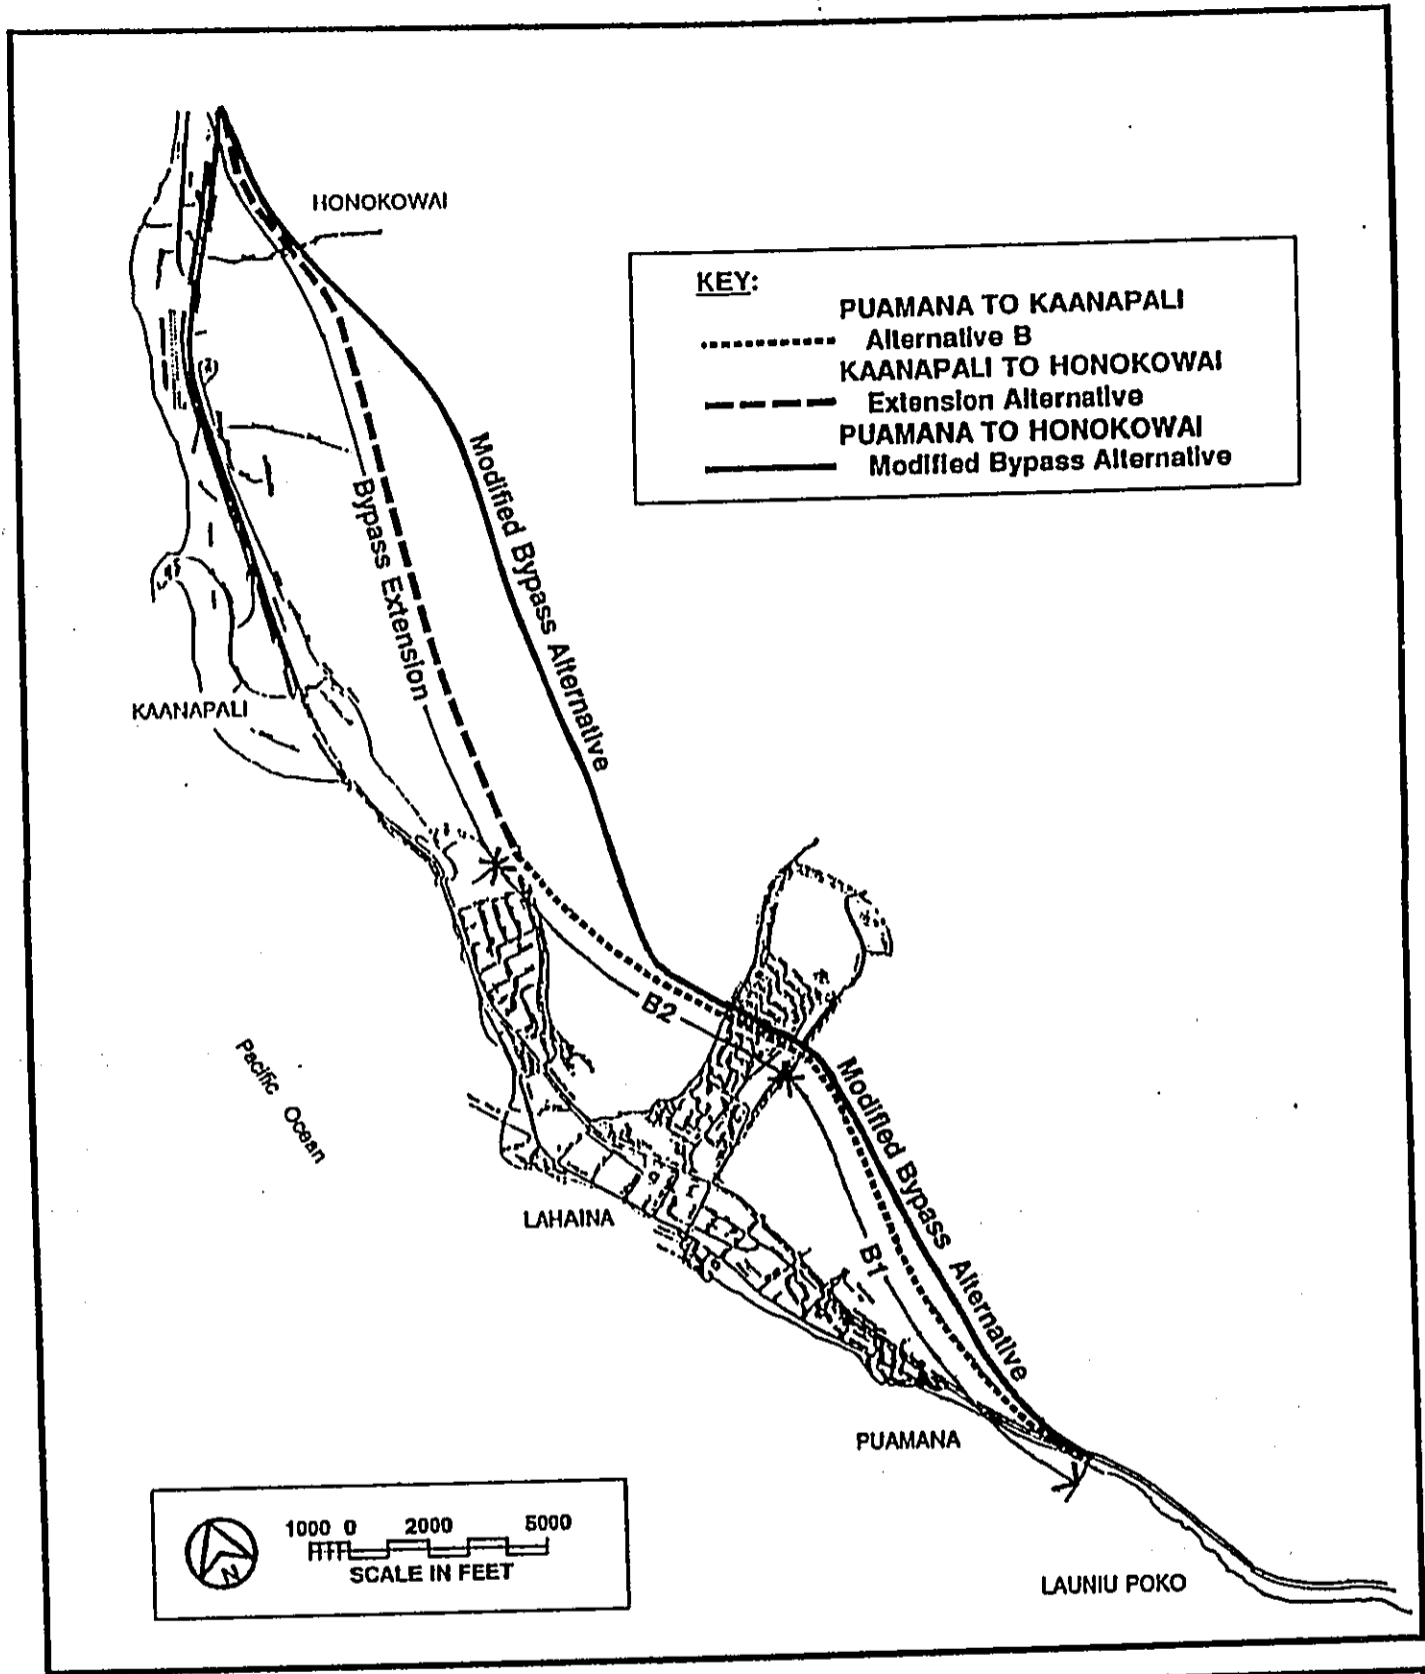 HONOKOWAI
KEY:
PUAMANA TO KAANAPALI
Alternative B
KAANAPALI TO HONOKOWAI
Extension Alternative
PUAMANA TO HONOKOWAI
Modified Bypass Alternative
Modified Bypass Alternative
Bypass Extension
KAANAPALI
B2
Pacific Ocean
Modified Bypass Alternative
LAHAINA
B1
PUAMANA
1000 0 2000 5000
SCALE IN FEET
N
LAUNIU POKO